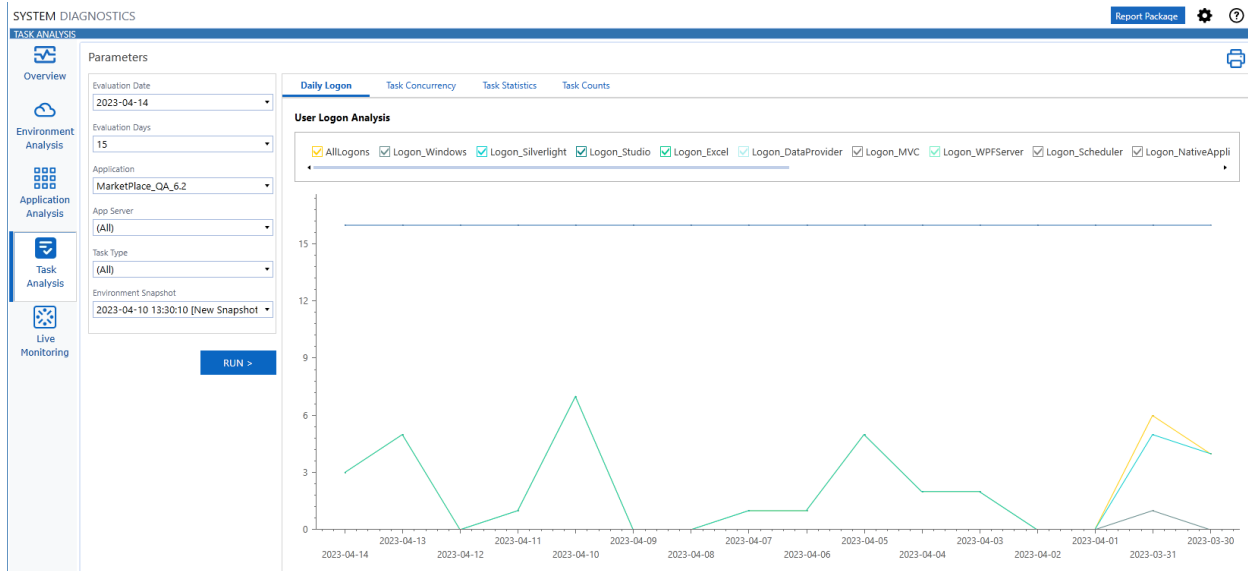 SYSTEM DIAGNOSTICS
Report Package
TASK ANALYSIS
Overview
Environment
Analysis
Application
Analysis
Task
Analysis
Live
Monitoring
Parameters
Evaluation Date
2023-04-14
Evaluation Days
15
Application
MarketPlace_QA_6.2
App Server
(All)
Task Type
(All)
Environment Snapshot
2023-04-10 13:30:10 [New Snapshot
RUN >
Daily Logon Task Concurrency Task Statistics Task Counts
User Logon Analysis
AllLogons Logon_Windows Logon_Silverlight Logon_Studio Logon_Excel Logon_DataProvider Logon_MVC Logon_WPFServer Logon_Scheduler Logon_NativeAppli
15
12
9
6
3
0
2023-04-13 2023-04-11 2023-04-09 2023-04-07 2023-04-05 2023-04-03 2023-04-01 2023-03-30
2023-04-14 2023-04-12 2023-04-10 2023-04-08 2023-04-06 2023-04-04 2023-04-02 2023-03-31